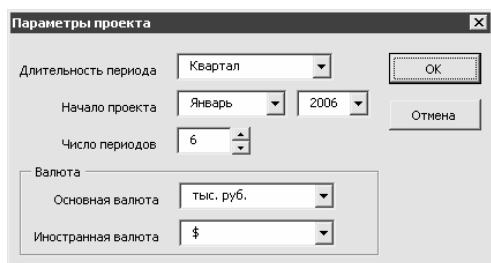 Параметры проекта
Длительность периода Квартал OK
Начало проекта Январь 2006 Отмена
Число периодов 6
Валюта
Основная валюта тыс. руб.
Иностранная валюта $